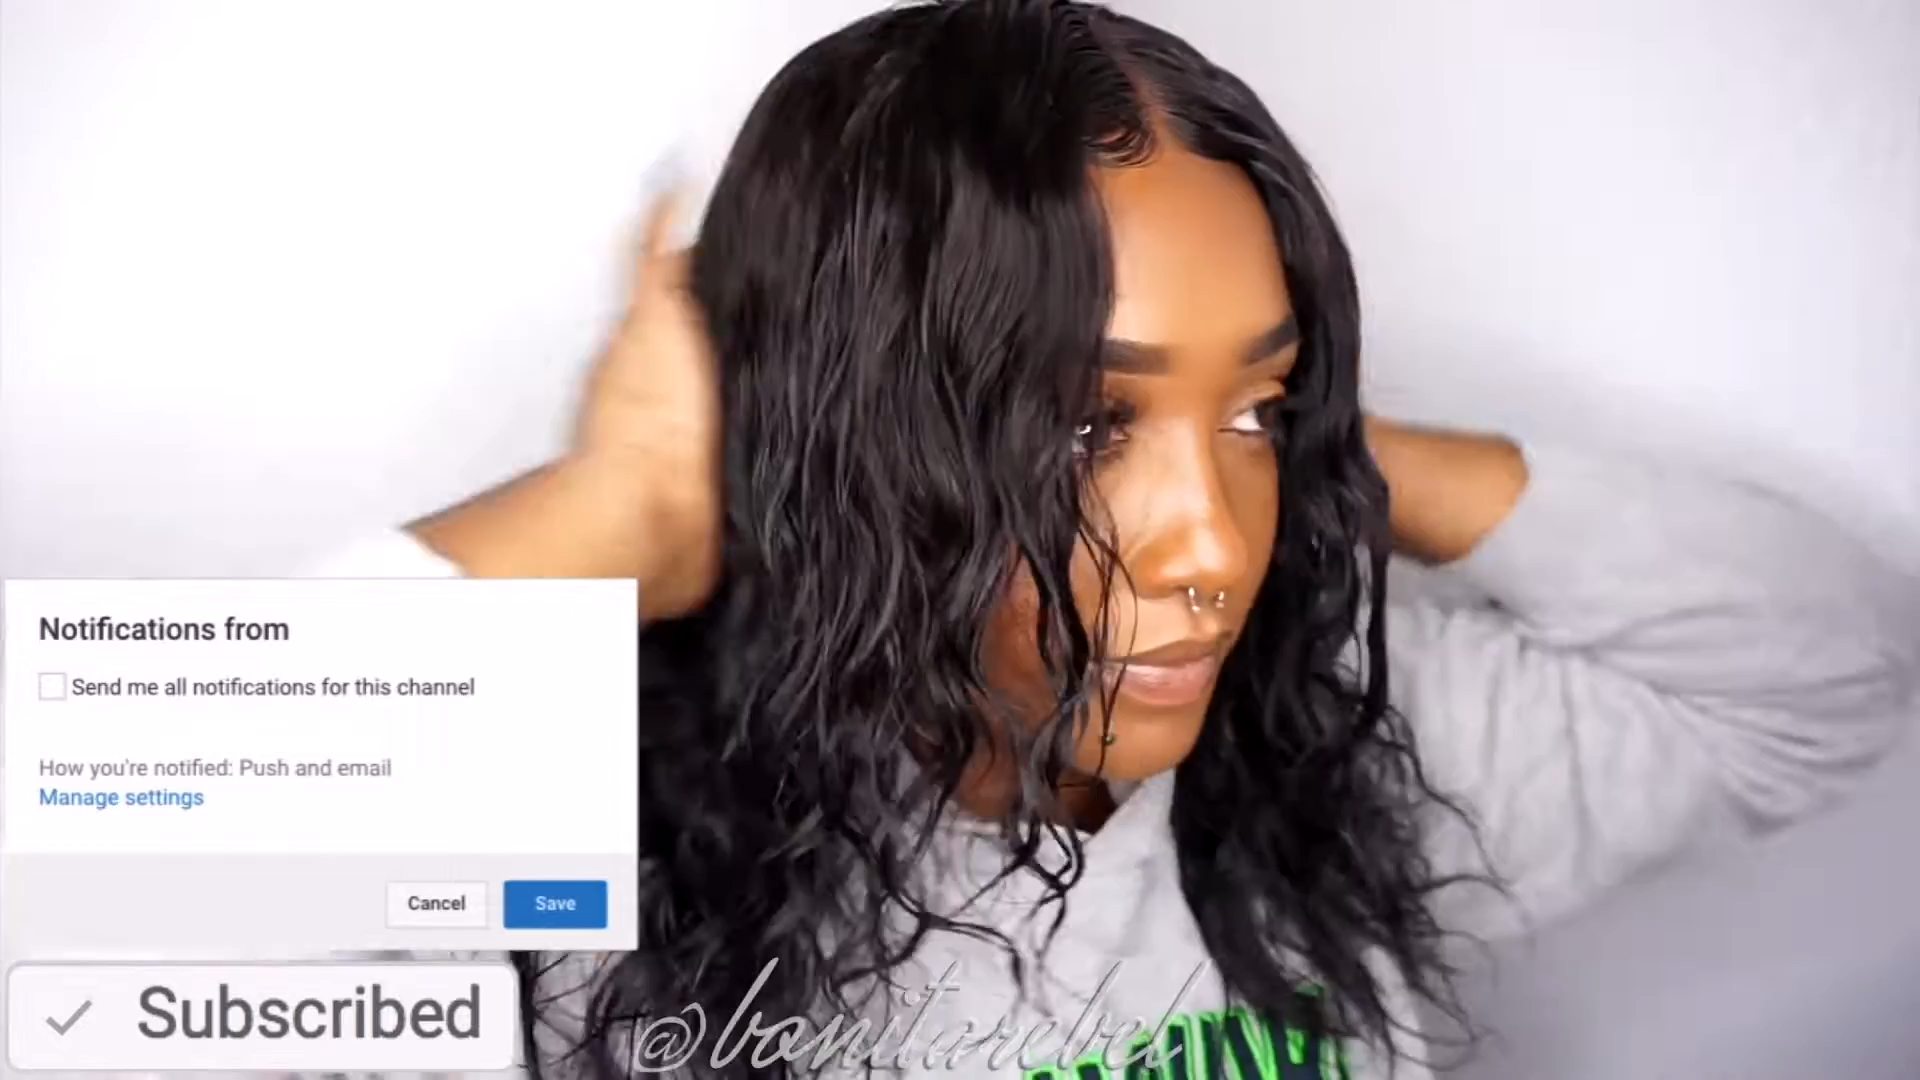 Notifications from
Send me all notifications for this channel
How you're notified: Push and email
Manage settings
Cancel
Save
Subscribed
@bonitarebel